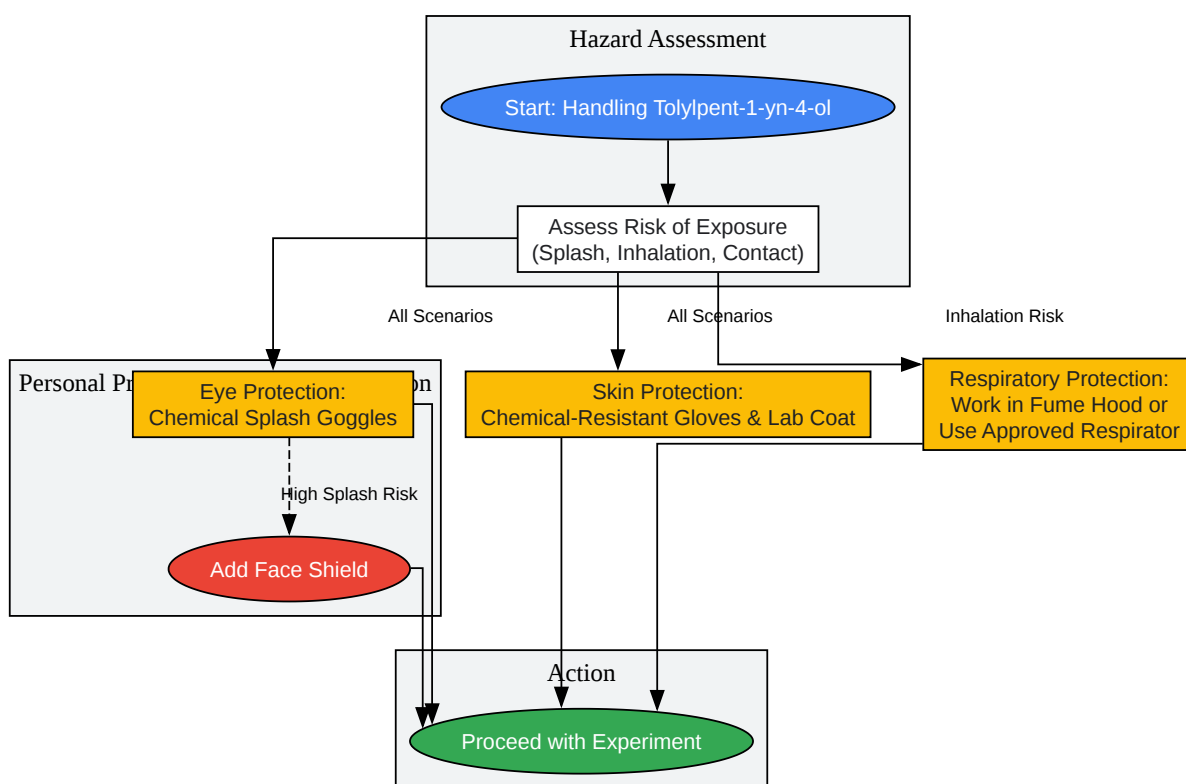 Hazard Assessment
Start: Handling Tolylpent-1-yn-4-ol
Assess Risk of Exposure
(Splash, Inhalation, Contact)
All Scenarios
All Scenarios
Inhalation Risk
Personal
Eye Protection:
Chemical Splash Goggles
Skin Protection:
Chemical-Resistant Gloves & Lab Coat
Respiratory Protection:
Work in Fume Hood or
Use Approved Respirator
High Splash Risk
Add Face Shield
Action
Proceed with Experiment